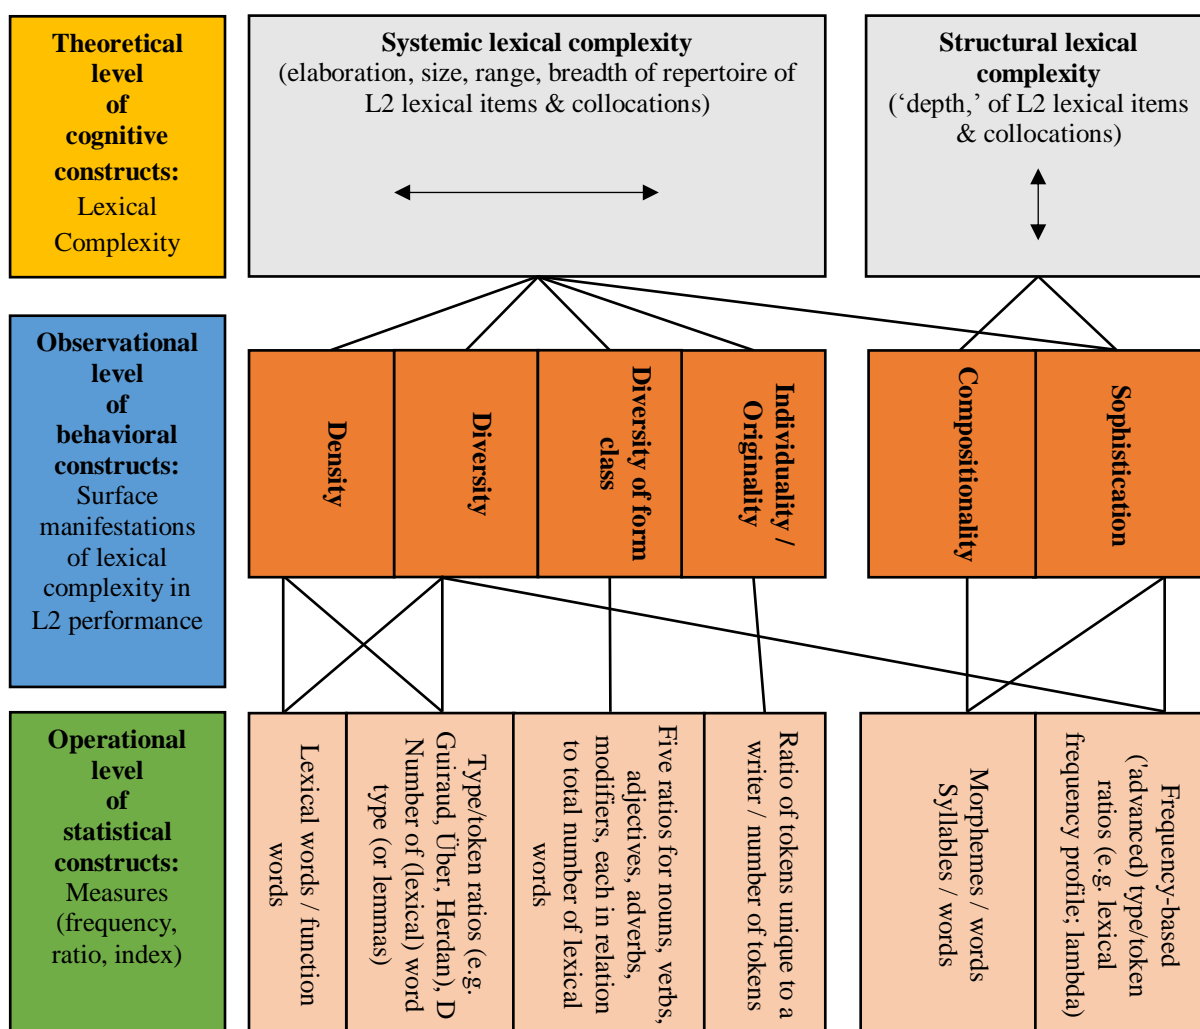 Theoretical
level
of
cognitive
constructs:
Lexical
Complexity
Systemic lexical complexity
(elaboration, size, range, breadth of repertoire of
L2 lexical items & collocations)
Structural lexical
complexity
(‘depth,’ of L2 lexical items
& collocations)
Observational
level
of
behavioral
constructs:
Surface
manifestations
of lexical
complexity in
L2 performance
Density
Diversity
Diversity of form
class
Individuality /
Originality
Compositionality
Sophistication
Operational
level
of
statistical
constructs:
Measures
(frequency,
ratio, index)
Lexical words / function
words
Type/token ratios (e.g.
Guiraud, Über, Herdan), D
Number of (lexical) word
type (or lemmas)
Five ratios for nouns, verbs,
adjectives, adverbs,
modifiers, each in relation
to total number of lexical
words
Ratio of tokens unique to a
writer / number of tokens
Morphemes / words
Syllables / words
Frequency-based
('advanced) type/token
ratios (e.g. lexical
frequency profile; lambda)